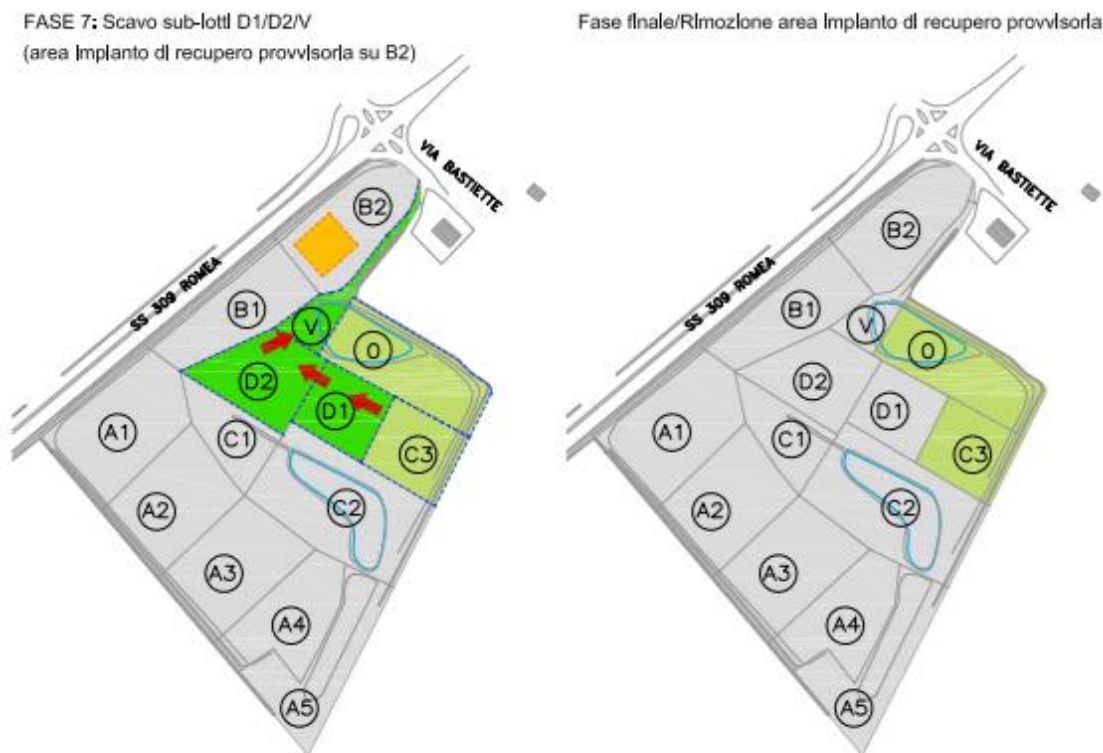 FASE 7: Scavo sub-lotti D1/D2/V
(area Impianto di recupero provvisoria su B2)
VIA BASTIETTE
B2
SS 309 ROMEA
B1
V
0
D2
D1
A1
C1
C3
A2
C2
A3
A4
A5
Fase finale/Rimozione area Impianto di recupero provvisoria
VIA BASTIETTE
B2
SS 309 ROMEA
B1
V
0
D2
D1
A1
C1
C3
A2
C2
A3
A4
A5